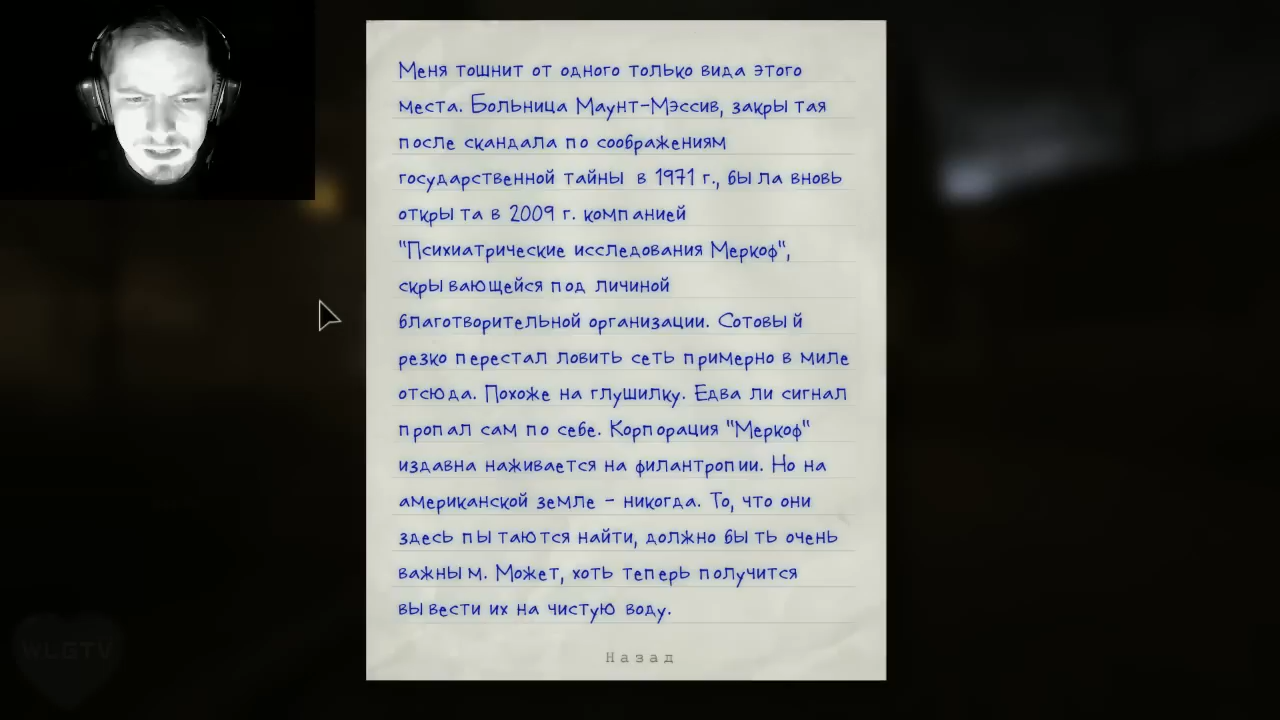 Меня тошнит от одного только вида этого
места. Больница Маунт-Мэссив, закрытая
после скандала по соображениям
государственной тайны в 1971 г., была вновь
открыта в 2009 г. компанией
"Психиатрические исследования Меркоф",
скрывающейся под личиной
благотворительной организации. Сотовый
резко перестал ловить сеть примерно в миле
отсюда. Похоже на глушилку. Едва ли сигнал
пропал сам по себе. Корпорация "Меркоф"
издавна наживается на филантропии. Но на
американской земле - никогда. То, что они
здесь пытаются найти, должно быть очень
важным. Может, хоть теперь получится
вывести их на чистую воду.
Назад
WLGTV